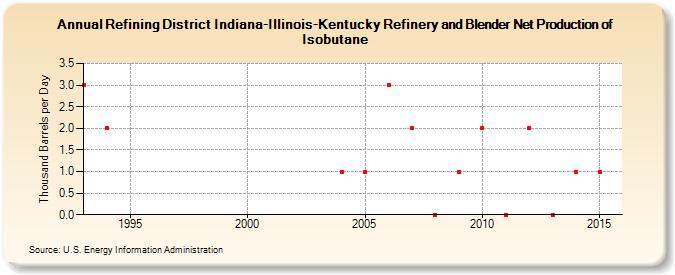 Annual Refining District Indiana-Illinois-Kentucky Refinery and Blender Net Production of
Isobutane
Thousand Barrels per Day
3.5
3.0
2.5
2.0
1.5
1.0
0.5
0.0
1995 2000 2005 2010 2015
Source: U.S. Energy Information Administration